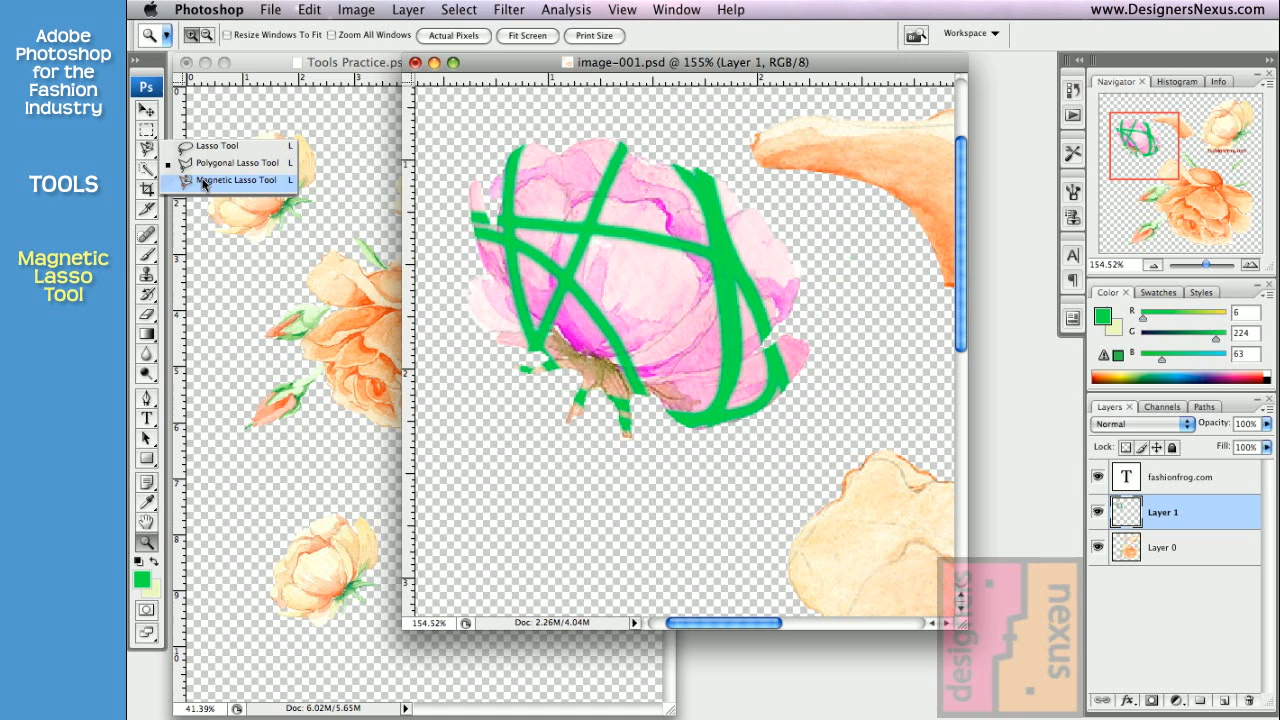 Adobe
Photoshop
for the
Fashion
Industry
TOOLS
Magnetic
Lasso
Tool
Photoshop File Edit Image Layer Select Filter Analysis View Window Help
www.DesignersNexus.com
Resize Windows To Fit Zoom All Windows Actual Pixels Fit Screen Print Size
Workspace
Tools Practice.ps
image-001.psd @ 155% (Layer 1, RGB/8)
Ps
Lasso Tool L
Polygonal Lasso Tool L
Magnetic Lasso Tool L
154.52% Doc: 2.26M/4.04M
41.39% Doc: 6.02M/5.65M
Navigator Histogram Info
154.52%
Color Swatches Styles
R 6
G 224
B 63
Layers Channels Paths
Normal Opacity: 100%
Lock: Fill: 100%
T fashionfrog.com
Layer 1
Layer 0
designers
nexus